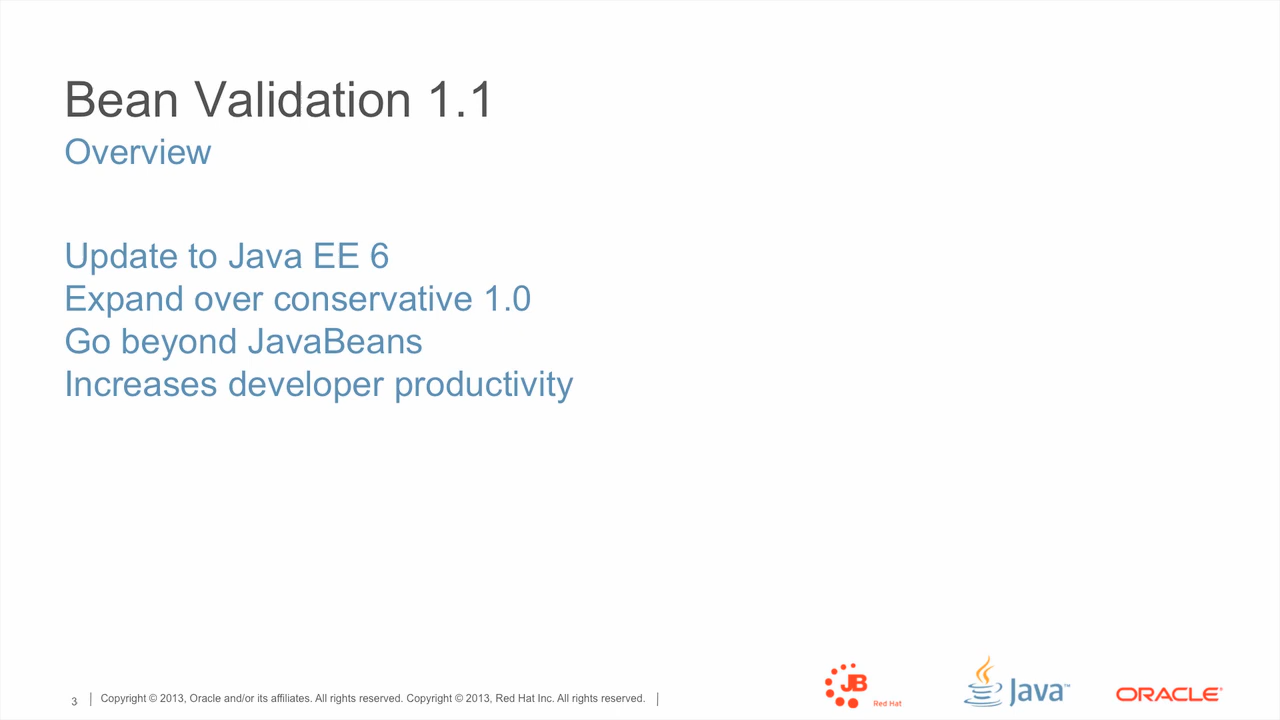 Bean Validation 1.1
Overview
Update to Java EE 6
Expand over conservative 1.0
Go beyond JavaBeans
Increases developer productivity
3 Copyright © 2013, Oracle and/or its affiliates. All rights reserved. Copyright © 2013, Red Hat Inc. All rights reserved.
JB
Red Hat
Java™
ORACLE®